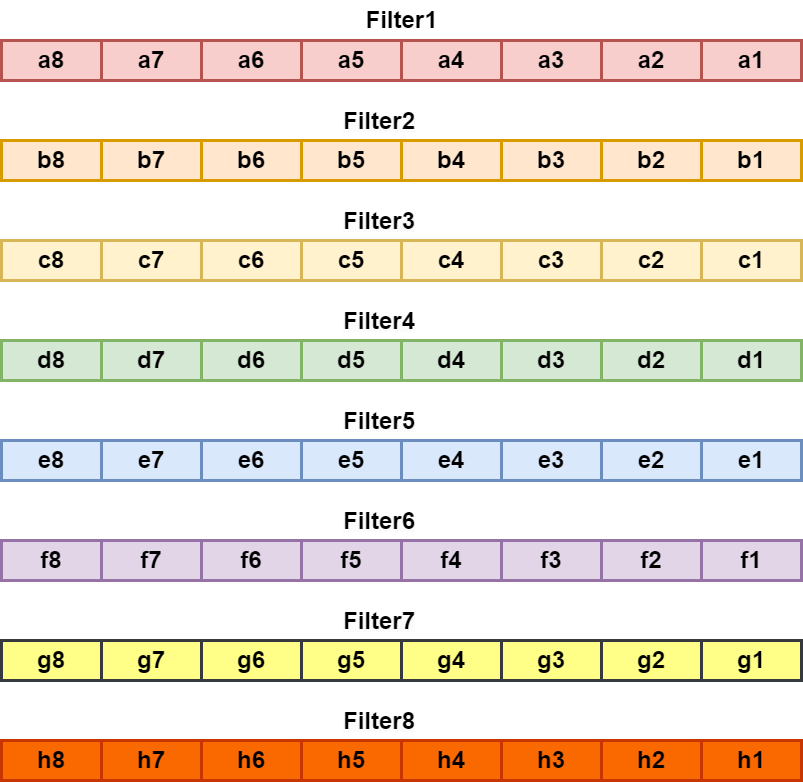 Filter1
a8 a7 a6 a5 a4 a3 a2 a1
Filter2
b8 b7 b6 b5 b4 b3 b2 b1
Filter3
c8 c7 c6 c5 c4 c3 c2 c1
Filter4
d8 d7 d6 d5 d4 d3 d2 d1
Filter5
e8 e7 e6 e5 e4 e3 e2 e1
Filter6
f8 f7 f6 f5 f4 f3 f2 f1
Filter7
g8 g7 g6 g5 g4 g3 g2 g1
Filter8
h8 h7 h6 h5 h4 h3 h2 h1